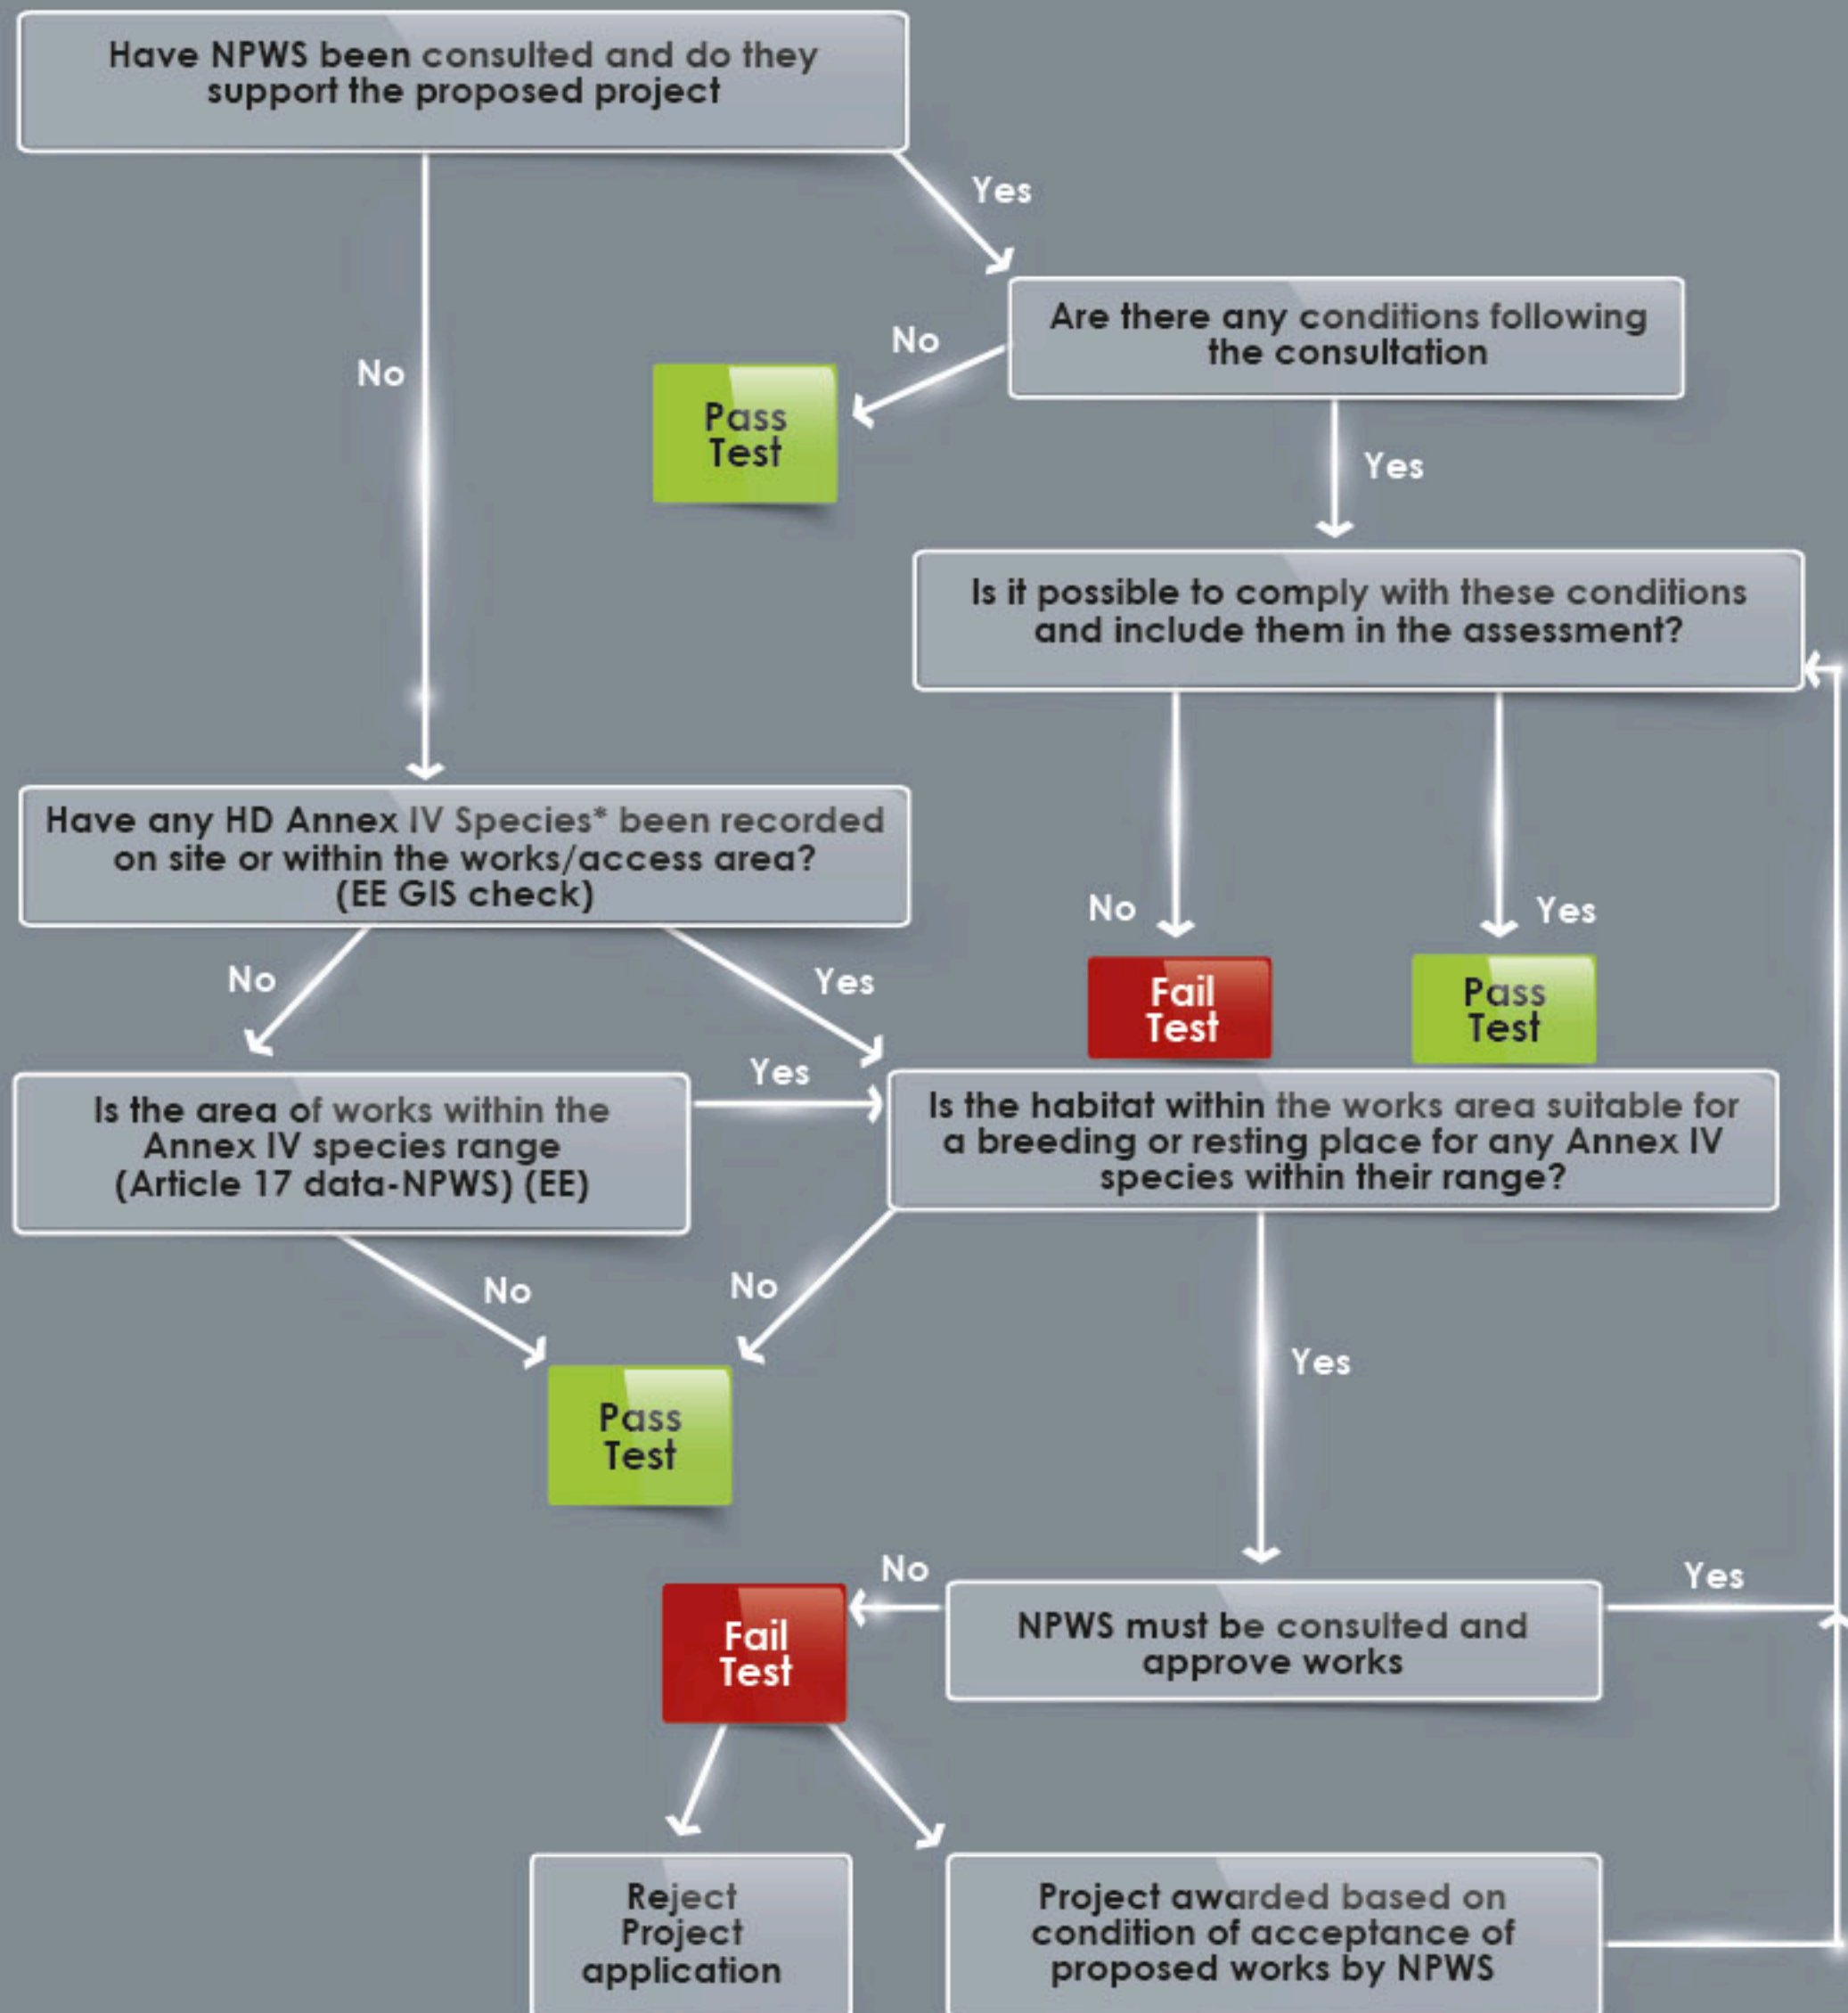 Have NPWS been consulted and do they
support the proposed project
Yes
No
Are there any conditions following
the consultation
No
Pass
Test
Yes
Is it possible to comply with these conditions
and include them in the assessment?
Have any HD Annex IV Species* been recorded
on site or within the works/access area?
(EE GIS check)
No
Yes
No
Yes
Fail
Test
Pass
Test
Is the area of works within the
Annex IV species range
(Article 17 data-NPWS) (EE)
Yes
Is the habitat within the works area suitable for
a breeding or resting place for any Annex IV
species within their range?
No
No
Pass
Test
Yes
No
Fail
Test
NPWS must be consulted and
approve works
Yes
Reject
Project
application
Project awarded based on
condition of acceptance of
proposed works by NPWS